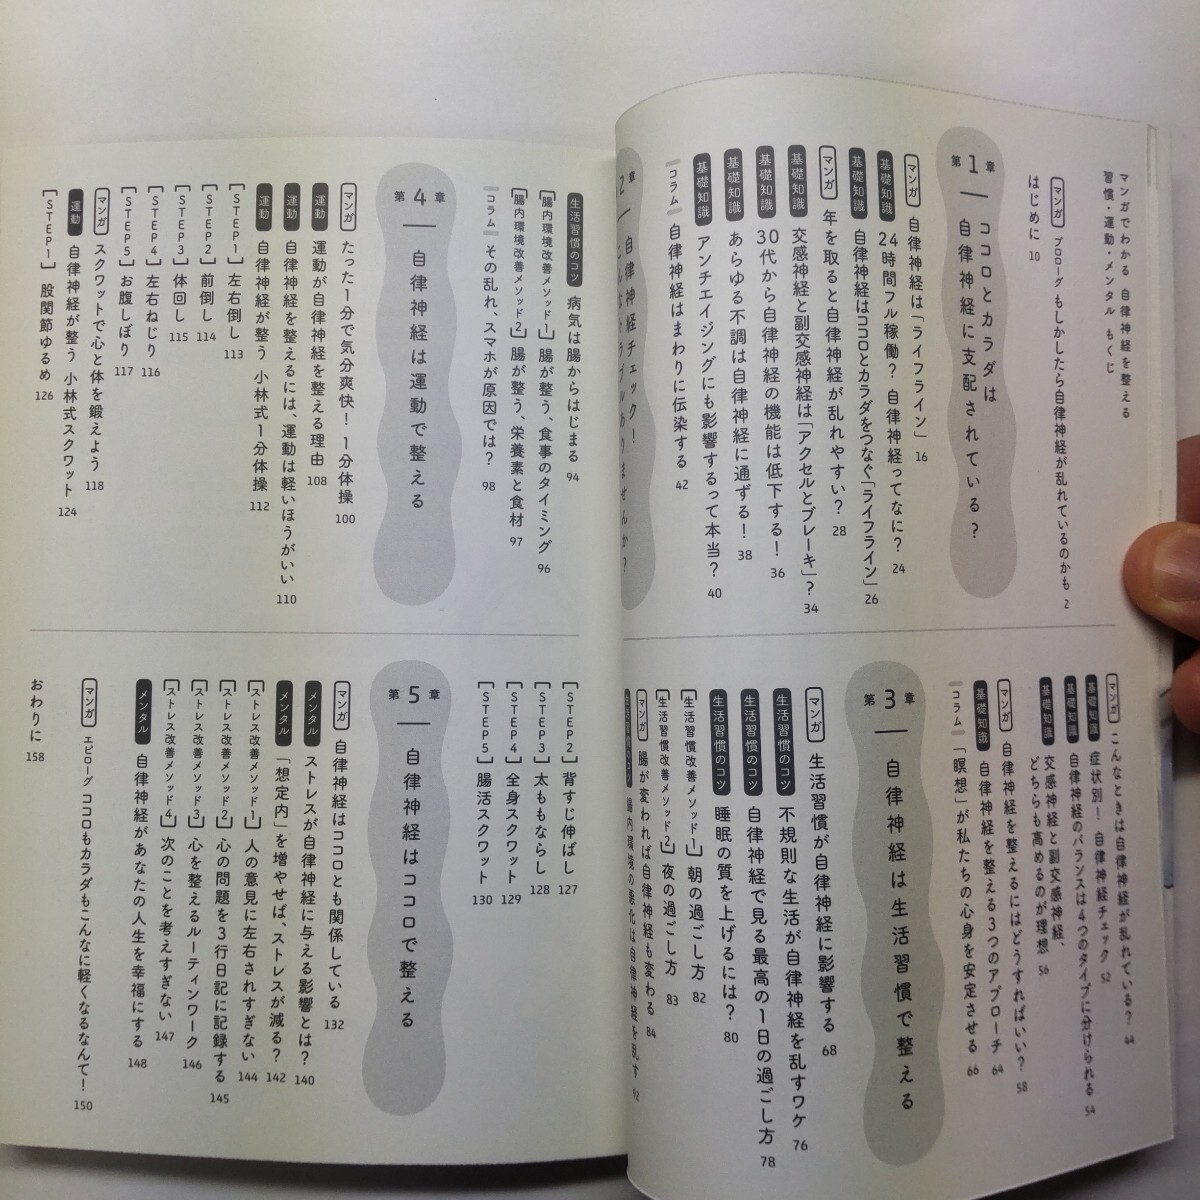 マンガでわかる 自律神経を整える
習慣・運動・メンタル もくじ
マンガ プロローグ もしかしたら自律神経が乱れているのかも 2
はじめに 10
第1章 ココロとカラダは
自律神経に支配されている？
マンガ 自律神経は「ライフライン」 16
基礎知識 24時間フル稼働？ 自律神経ってなに？ 24
基礎知識 自律神経はココロとカラダをつなぐ「ライフライン」 26
マンガ 年を取ると自律神経が乱れやすい？ 28
基礎知識 交感神経と副交感神経は「アクセルとブレーキ」？ 34
基礎知識 30代から自律神経の機能は低下する！ 36
基礎知識 あらゆる不調は自律神経に通ずる！ 38
基礎知識 アンチエイジングにも影響するって本当？ 40
コラム 自律神経はまわりに伝染する 42
2章 自律神経チェック！
こんなトラブルありませんか？
マンガ こんなときは自律神経が乱れている？ 44
基礎知識 症状別！ 自律神経チェック 52
基礎知識 自律神経のバランスは4つのタイプに分けられる 54
基礎知識 交感神経と副交感神経、
どちらも高めるのが理想 56
マンガ 自律神経を整えるにはどうすればいい？ 58
基礎知識 自律神経を整える3つのアプローチ 64
コラム 「瞑想」が私たちの心身を安定させる 66
第3章 自律神経は生活習慣で整える
マンガ 生活習慣が自律神経に影響する 68
生活習慣のコツ 不規則な生活が自律神経を乱すワケ 76
生活習慣のコツ 自律神経で見る最高の1日の過ごし方 78
生活習慣のコツ 睡眠の質を上げるには？ 80
［生活習慣改善メソッド1］ 朝の過ごし方 82
［生活習慣改善メソッド2］ 夜の過ごし方 83
マンガ 腸が変われば自律神経も変わる 84
生活習慣のコツ 腸内環境の悪化は自律神経を乱す 92
生活習慣のコツ 病気は腸からはじまる 94
［腸内環境改善メソッド1］ 腸が整う、食事のタイミング 96
［腸内環境改善メソッド2］ 腸が整う、栄養素と食材 97
コラム その乱れ、スマホが原因では？ 98
第4章 自律神経は運動で整える
マンガ たった1分で気分爽快！ 1分体操 100
運動 運動が自律神経を整える理由 108
運動 自律神経を整えるには、運動は軽いほうがいい 110
運動 自律神経が整う 小林式1分体操 112
［STEP1］ 左右倒し 113
［STEP2］ 前倒し 114
［STEP3］ 体回し 115
［STEP4］ 左右ねじり 116
［STEP5］ お腹しぼり 117
マンガ スクワットで心と体を鍛えよう 118
運動 自律神経が整う 小林式スクワット 124
［STEP1］ 股関節ゆるめ 126
［STEP2］ 背すじ伸ばし 127
［STEP3］ 太ももならし 128
［STEP4］ 全身スクワット 129
［STEP5］ 腸活スクワット 130
第5章 自律神経はココロで整える
マンガ 自律神経はココロとも関係している 132
メンタル ストレスが自律神経に与える影響とは？ 140
メンタル 「想定内」を増やせば、ストレスが減る？ 142
［ストレス改善メソッド1］ 人の意見に左右されすぎない 144
［ストレス改善メソッド2］ 心の問題を3行日記に記録する 145
［ストレス改善メソッド3］ 心を整えるルーティンワーク 146
［ストレス改善メソッド4］ 次のことを考えすぎない 147
メンタル 自律神経があなたの人生を幸福にする 148
マンガ エピローグ ココロもカラダもこんなに軽くなるなんて！ 150
おわりに 158